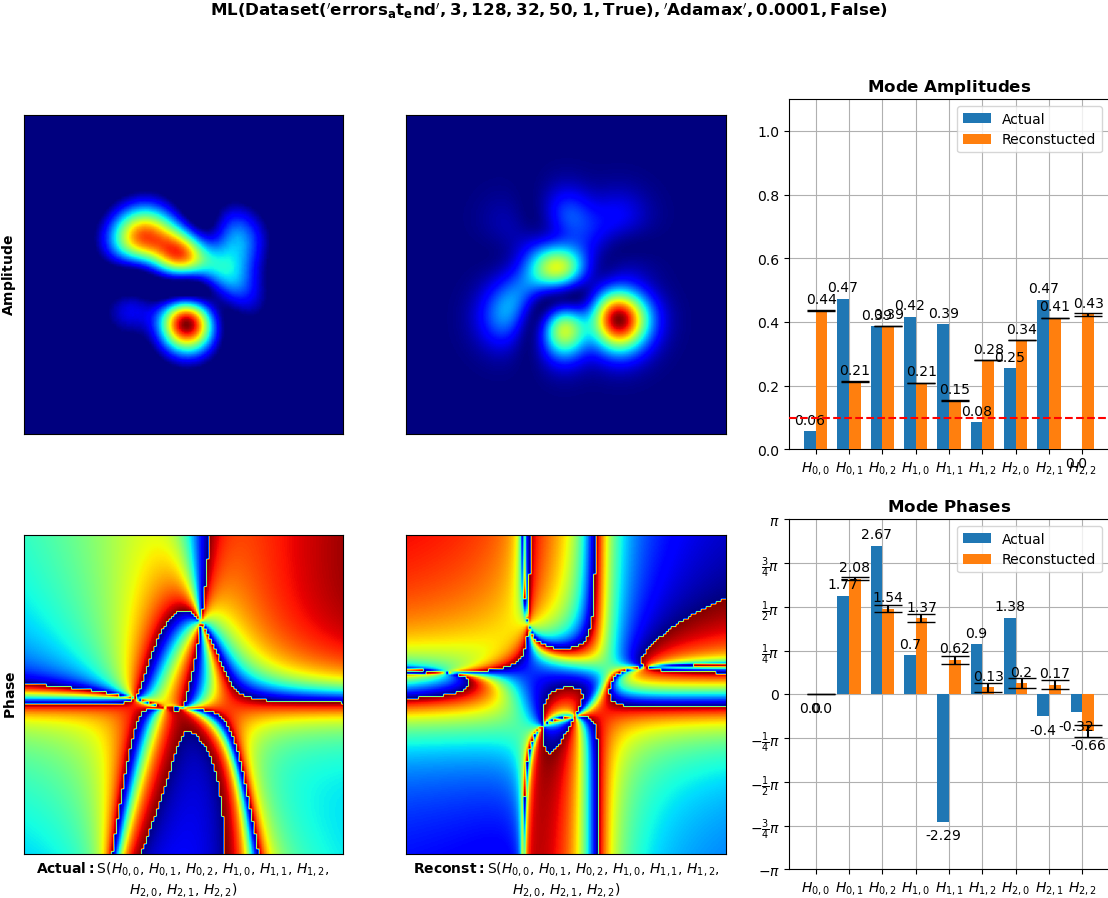 ML(Dataset('errors_at_end', 3, 128, 32, 50, 1, True), 'Adamax', 0.0001, False)
Amplitude
Mode Amplitudes
Actual
Reconstucted
1.0
0.8
0.6
0.4
0.2
0.0
0.06
0.44
0.47
0.21
0.39
0.39
0.42
0.21
0.39
0.15
0.08
0.28
0.25
0.34
0.47
0.41
0.0
0.43
H0,0 H0,1 H0,2 H1,0 H1,1 H1,2 H2,0 H2,1 H2,2
Phase
Actual: S(H0,0, H0,1, H0,2, H1,0, H1,1, H1,2,
H2,0, H2,1, H2,2)
Reconst: S(H0,0, H0,1, H0,2, H1,0, H1,1, H1,2,
H2,0, H2,1, H2,2)
Mode Phases
Actual
Reconstucted
π
3/4π
1/2π
1/4π
0
−1/4π
−1/2π
−3/4π
−π
0.0
0.0
1.77
2.08
2.67
1.54
0.7
1.37
-2.29
0.62
0.9
0.13
1.38
0.2
-0.4
0.17
-0.32
-0.66
H0,0 H0,1 H0,2 H1,0 H1,1 H1,2 H2,0 H2,1 H2,2